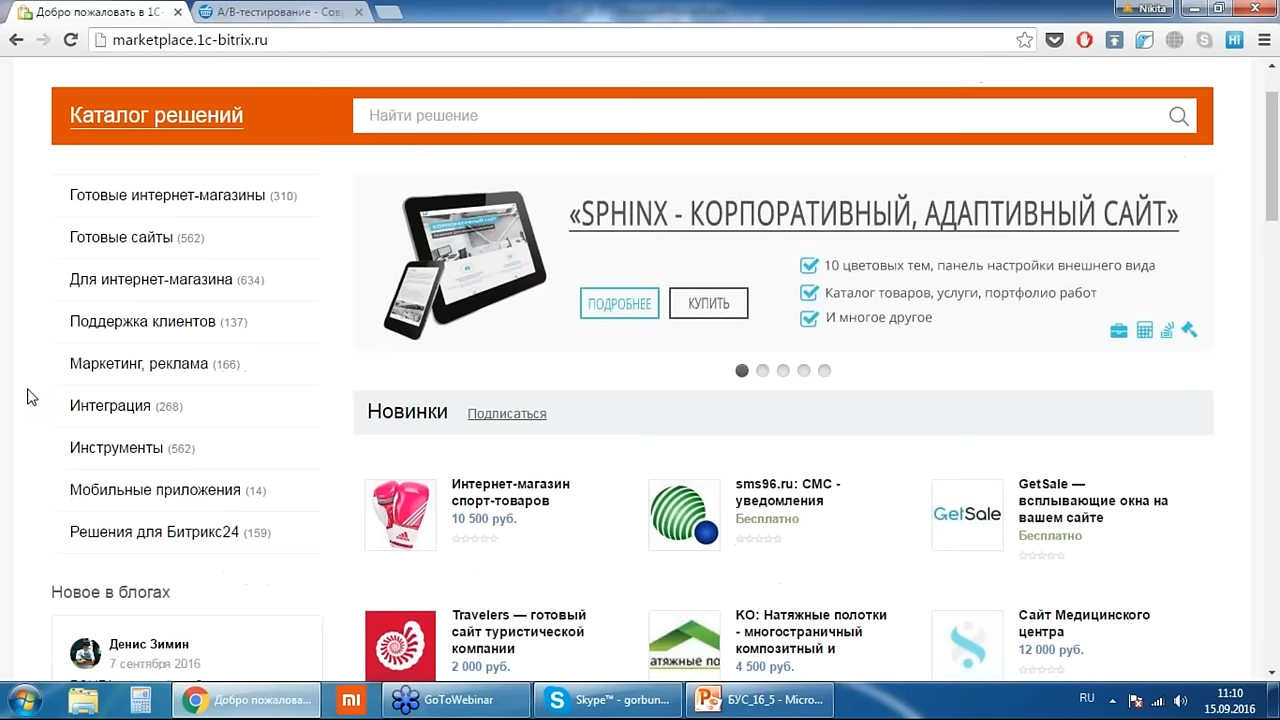 Добро пожаловать в 1С-
A/B-тестирование - Совр
Nikita
marketplace.1c-bitrix.ru
Hi
Каталог решений
Найти решение
Готовые интернет-магазины (310)
Готовые сайты (562)
Для интернет-магазина (634)
Поддержка клиентов (137)
Маркетинг, реклама (166)
Интеграция (268)
Инструменты (562)
Мобильные приложения (14)
Решения для Битрикс24 (159)
Новое в блогах
Денис Зимин
7 сентября 2016
«SPHINX - КОРПОРАТИВНЫЙ, АДАПТИВНЫЙ САЙТ»
10 цветовых тем, панель настройки внешнего вида
Каталог товаров, услуги, портфолио работ
И многое другое
ПОДРОБНЕЕ
КУПИТЬ
Новинки Подписаться
Интернет-магазин
спорт-товаров
10 500 руб.
sms96.ru: СМС -
уведомления
Бесплатно
GetSale
GetSale —
всплывающие окна на
вашем сайте
Бесплатно
Travelers — готовый
сайт туристической
компании
2 000 руб.
атяжные по
КО: Натяжные полотки
- многостраничный
композитный и
4 500 руб.
Сайт Медицинского
центра
12 000 руб.
Добро пожалова...
mi
GoToWebinar
Skype™ - gorbun...
БУС_16_5 - Micro...
RU
11:10
15.09.2016